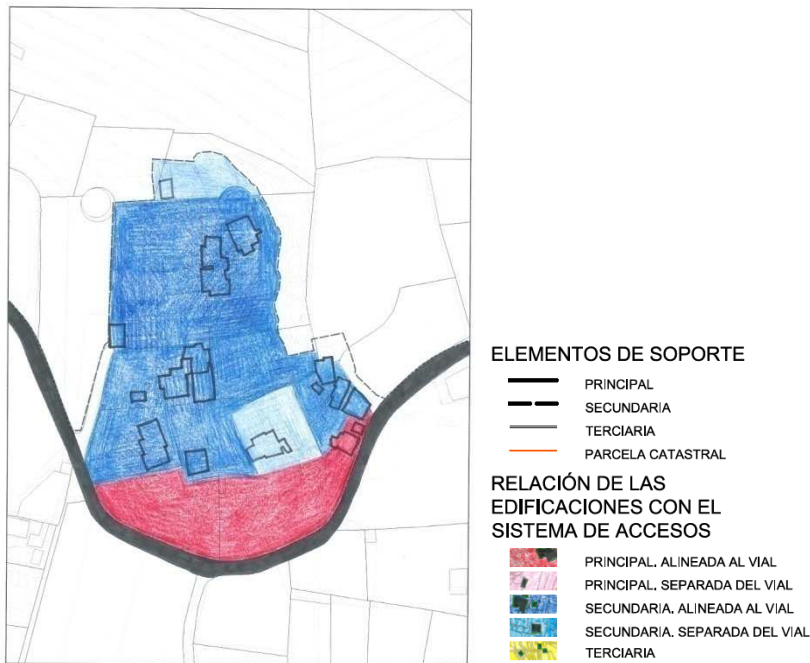 ELEMENTOS DE SOPORTE
PRINCIPAL
SECUNDARIA
TERCIARIA
PARCELA CATASTRAL
RELACIÓN DE LAS
EDIFICACIONES CON EL
SISTEMA DE ACCESOS
PRINCIPAL. ALINEADA AL VIAL
PRINCIPAL. SEPARADA DEL VIAL
SECUNDARIA. ALINEADA AL VIAL
SECUNDARIA. SEPARADA DEL VIAL
TERCIARIA